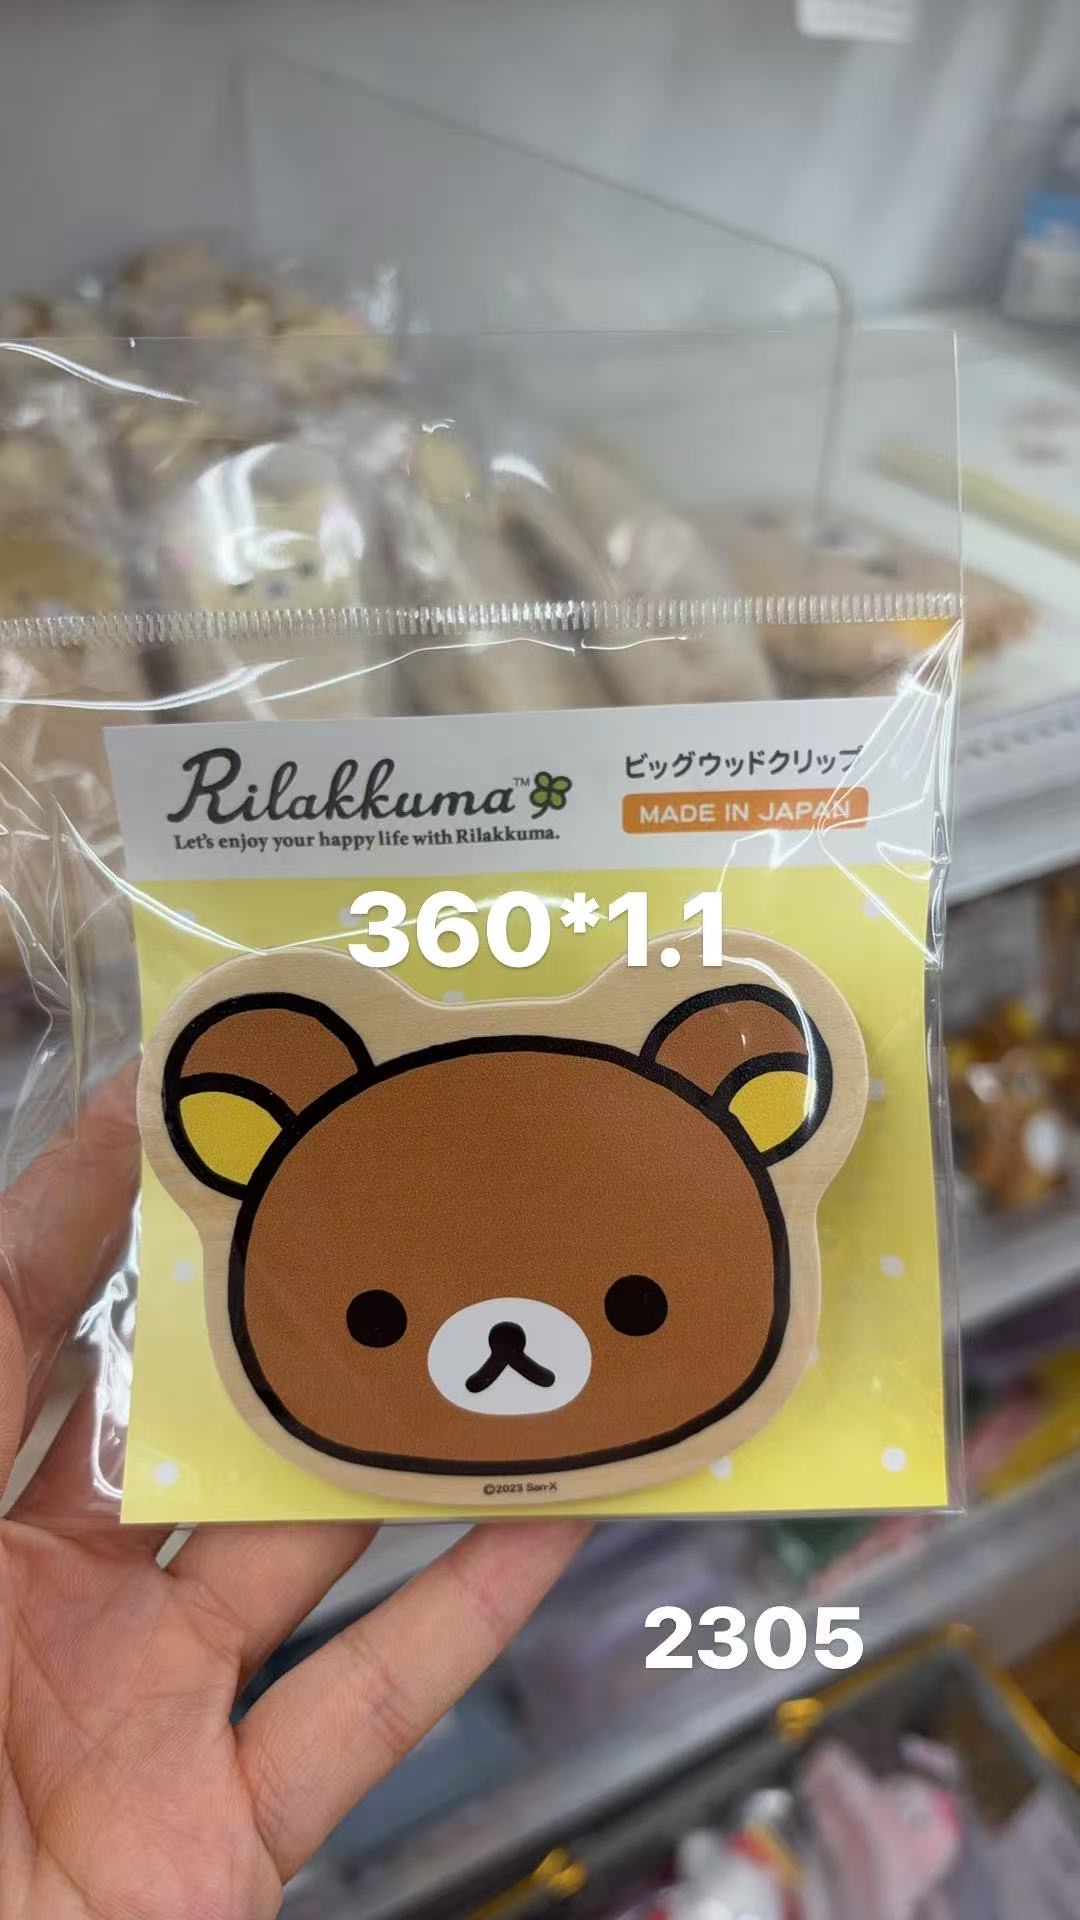 Rilakkuma™
Let's enjoy your happy life with Rilakkuma.
ビッグウッドクリップ
MADE IN JAPAN
360*1.1
©2023 San-X
2305